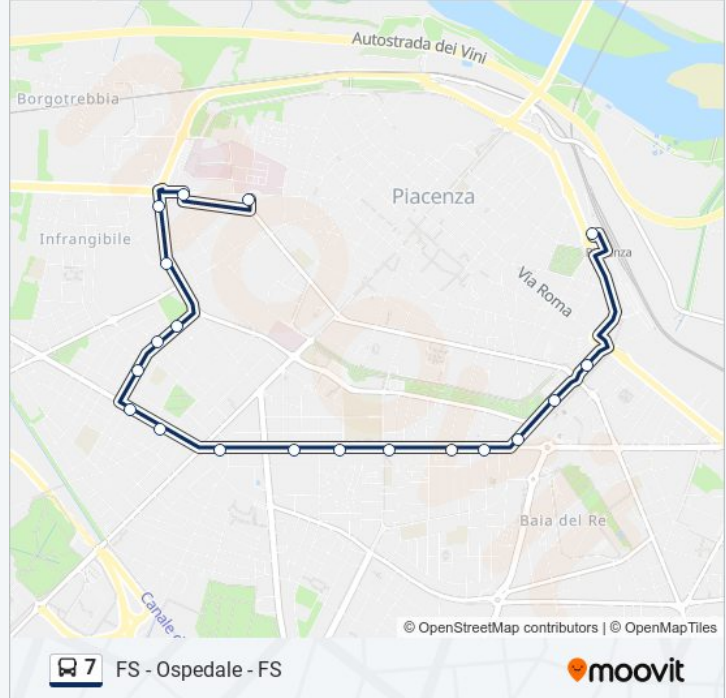 Autostrada dei Vini
Borgotrebbia
Piacenza
Infrangibile
Via Roma
Baia del Re
Canale
© OpenStreetMap contributors | © OpenMapTiles
7 FS - Ospedale - FS
moovit